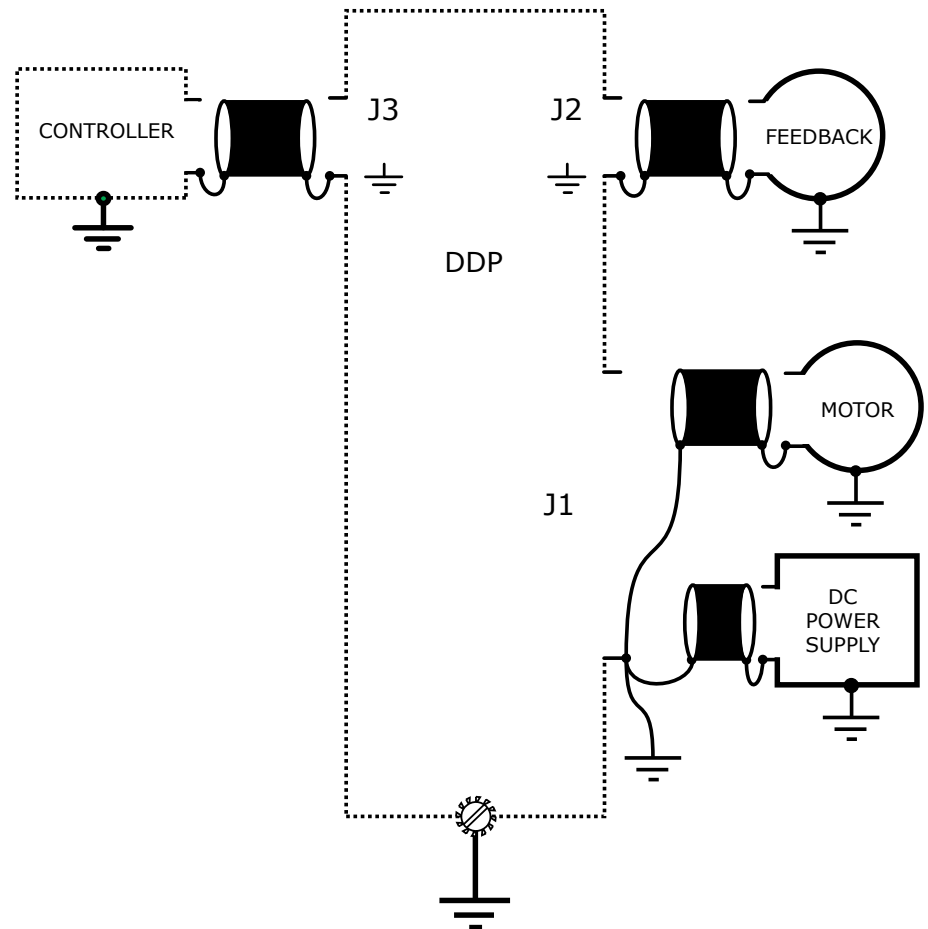 J3
J2
CONTROLLER
FEEDBACK
DDP
MOTOR
J1
DC
POWER
SUPPLY